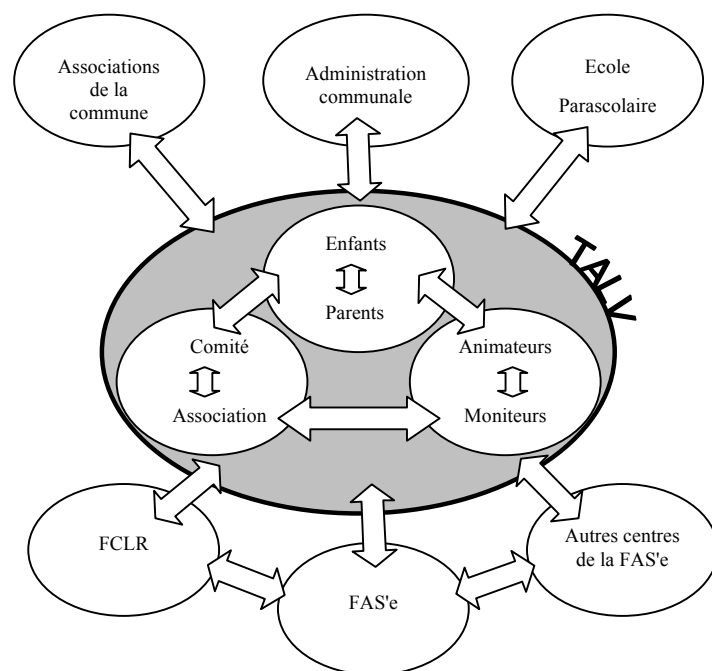 Associations
de la
commune
Administration
communale
Ecole
Parascolaire
TALV
Enfants
Parents
Comité
Association
Animateurs
Moniteurs
FCLR
FAS'e
Autres centres
de la FAS'e